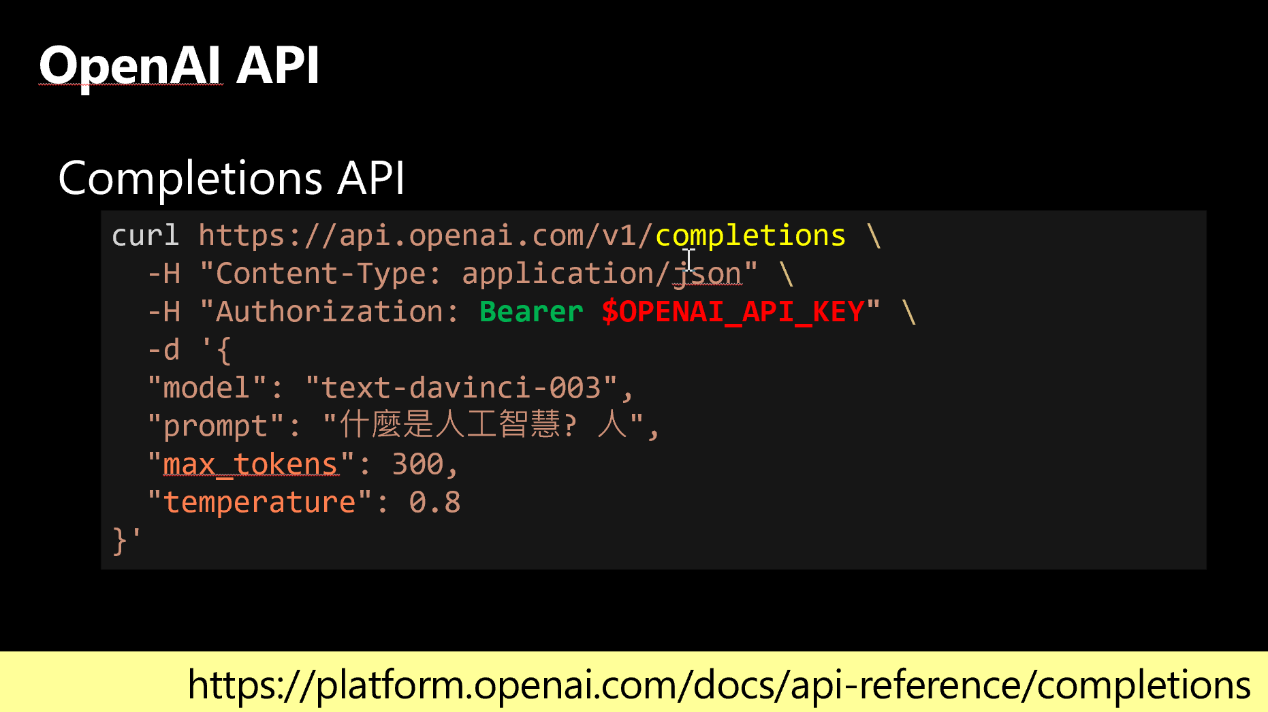 OpenAI API
Completions API
curl https://api.openai.com/v1/completions \
-H "Content-Type: application/json" \
-H "Authorization: Bearer $OPENAI_API_KEY" \
-d '{
"model": "text-davinci-003",
"prompt": "什麼是人工智慧? 人",
"max_tokens": 300,
"temperature": 0.8
}'
https://platform.openai.com/docs/api-reference/completions